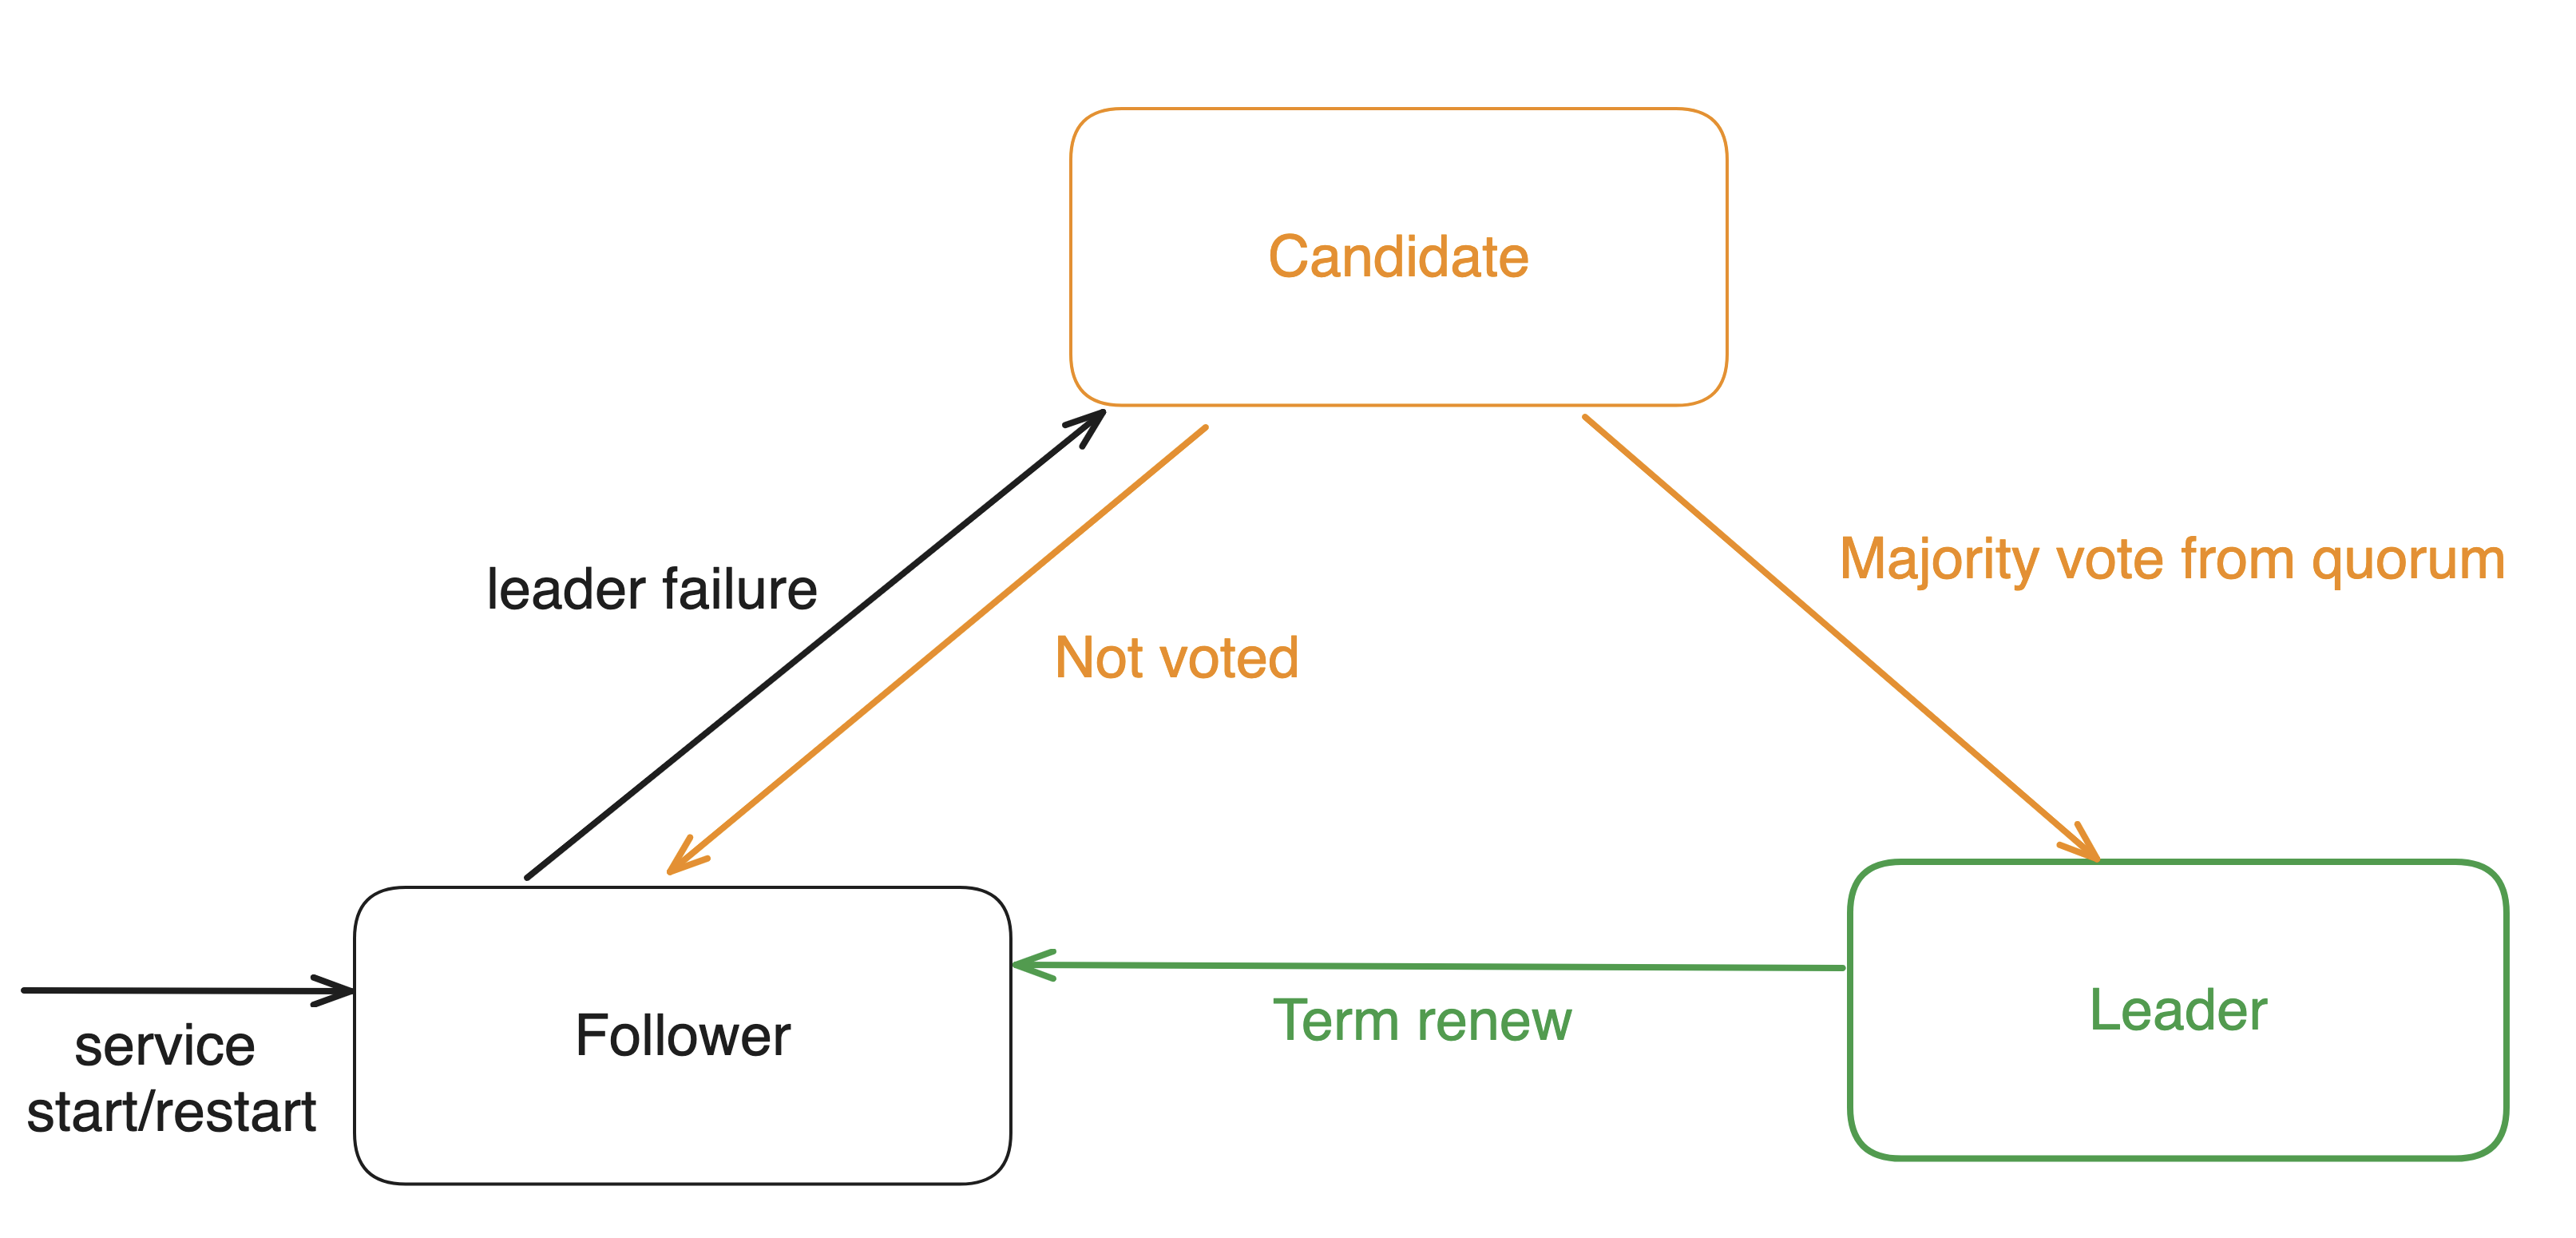 Candidate
leader failure
Not voted
Majority vote from quorum
service
start/restart
Follower
Term renew
Leader